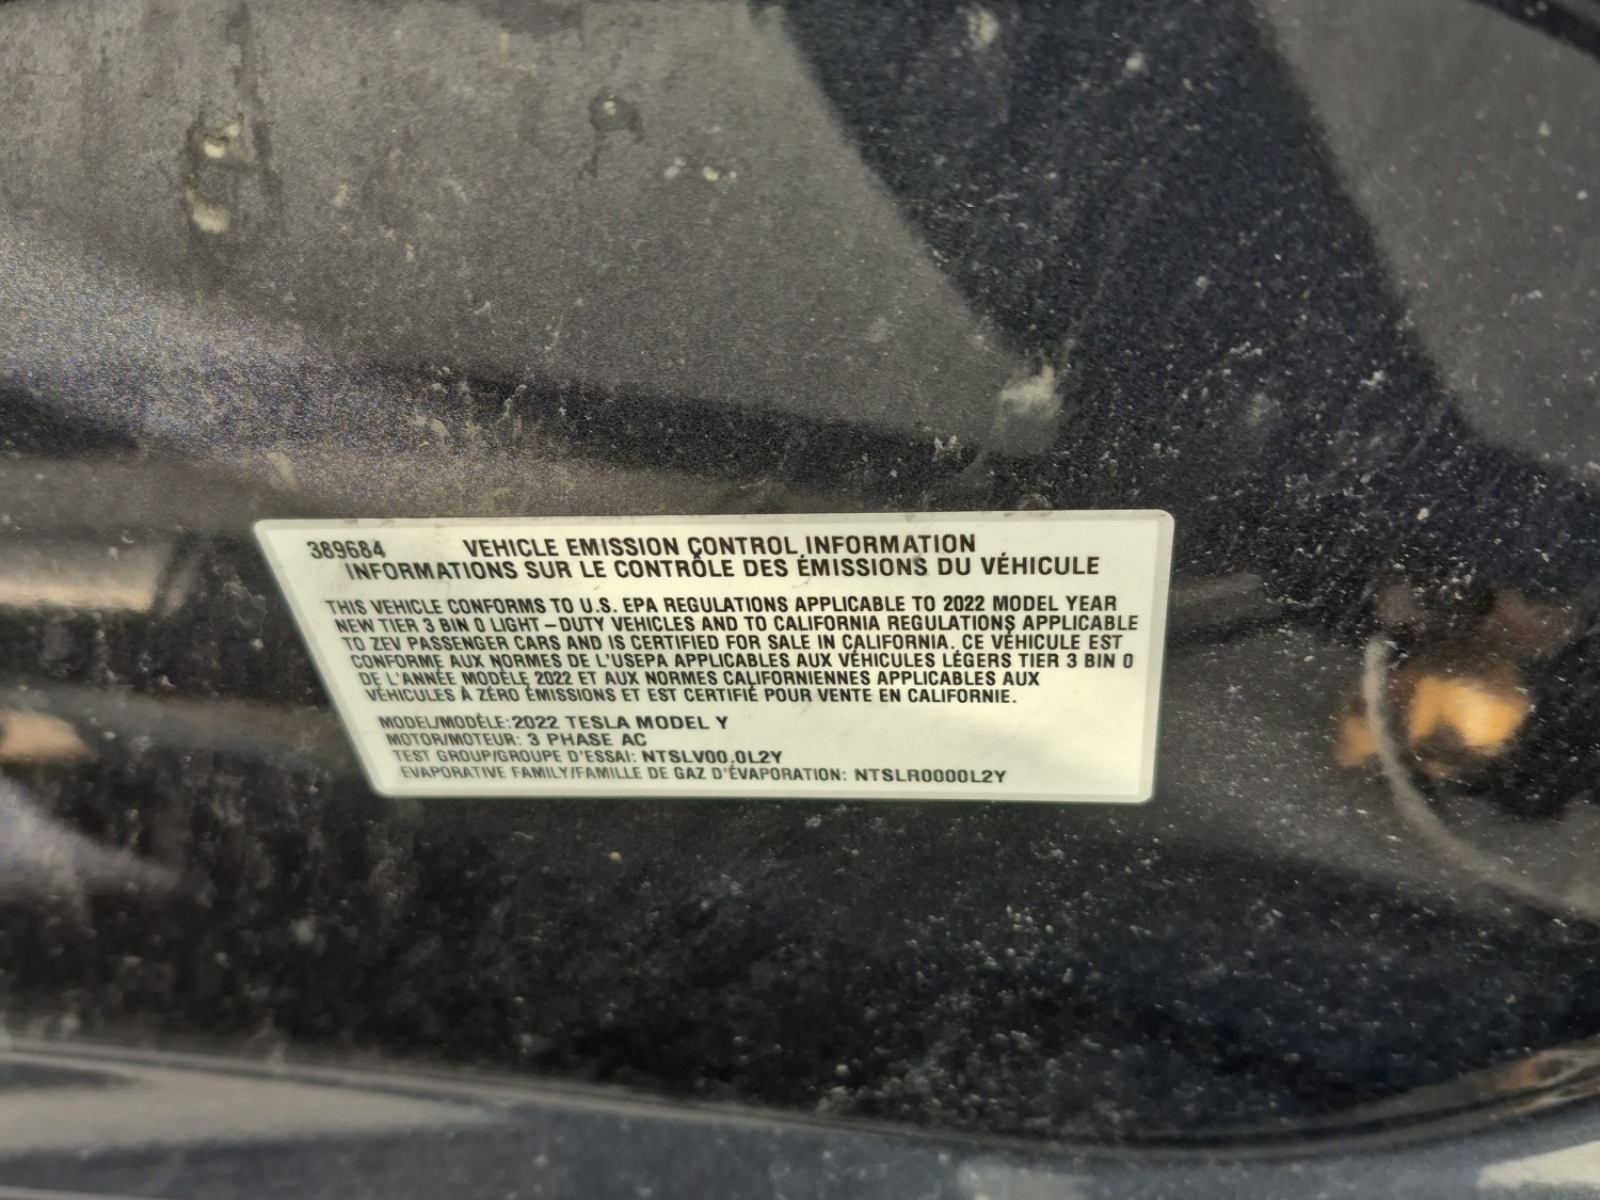 389684 VEHICLE EMISSION CONTROL INFORMATION
INFORMATIONS SUR LE CONTRÔLE DES ÉMISSIONS DU VÉHICULE
THIS VEHICLE CONFORMS TO U.S. EPA REGULATIONS APPLICABLE TO 2022 MODEL YEAR
NEW TIER 3 BIN 0 LIGHT-DUTY VEHICLES AND TO CALIFORNIA REGULATIONS APPLICABLE
TO ZEV PASSENGER CARS AND IS CERTIFIED FOR SALE IN CALIFORNIA. CE VÉHICULE EST
CONFORME AUX NORMES DE L'USEPA APPLICABLES AUX VÉHICULES LÉGERS TIER 3 BIN 0
DE L'ANNÉE MODÈLE 2022 ET AUX NORMES CALIFORNIENNES APPLICABLES AUX
VÉHICULES À ZÉRO ÉMISSIONS ET EST CERTIFIÉ POUR VENTE EN CALIFORNIE.
MODEL/MODÈLE: 2022 TESLA MODEL Y
MOTOR/MOTEUR: 3 PHASE AC
TEST GROUP/GROUPE D'ESSAI: NTSLV00.0L2Y
EVAPORATIVE FAMILY/FAMILLE DE GAZ D'ÉVAPORATION: NTSLR0000L2Y